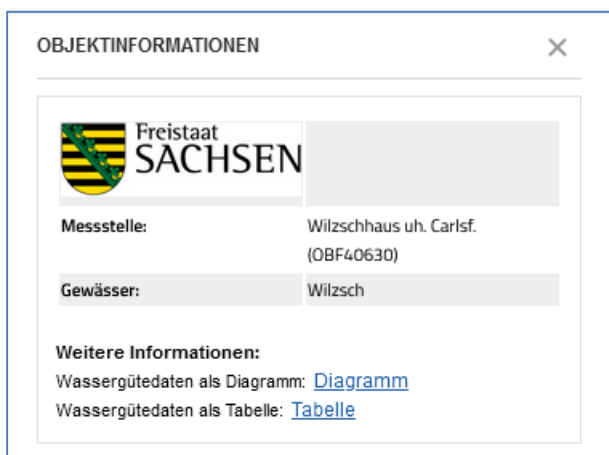 OBJEKTINFORMATIONEN
Freistaat
SACHSEN
Messstelle: Wilzschhaus uh. Carlsf.
(OBF40630)
Gewässer: Wilzsch
Weitere Informationen:
Wassergütedaten als Diagramm: Diagramm
Wassergütedaten als Tabelle: Tabelle